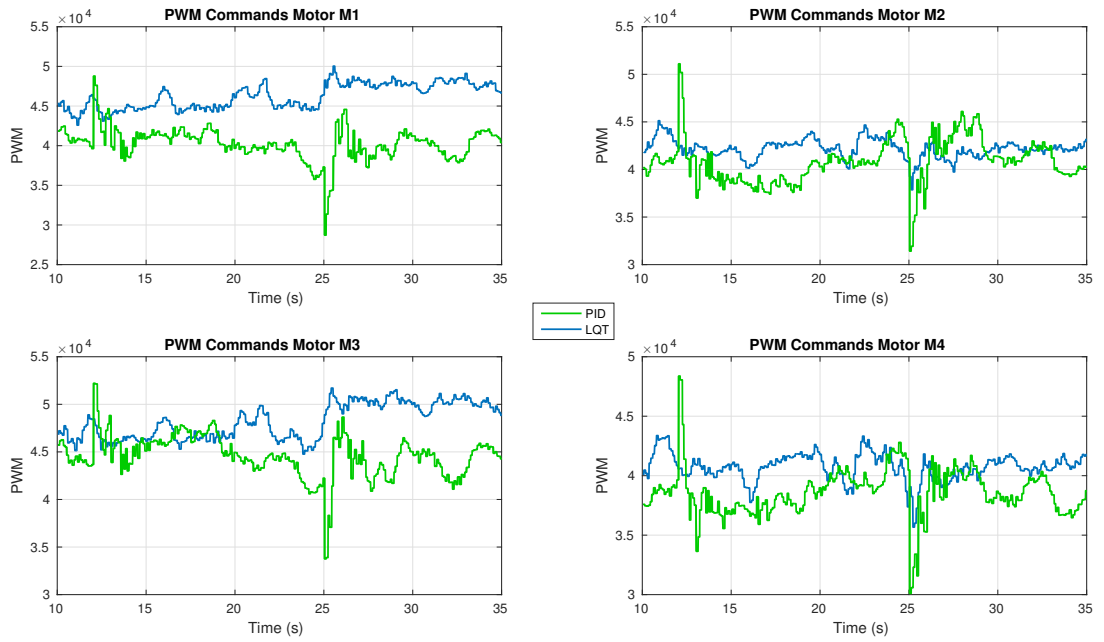 PWM Commands Motor M1
× 10^4
5.5
5
4.5
4
3.5
3
2.5
PWM
10 15 20 25 30 35
Time (s)
PWM Commands Motor M2
× 10^4
5.5
5
4.5
4
3.5
3
PWM
10 15 20 25 30 35
Time (s)
PID
LQT
PWM Commands Motor M3
× 10^4
5.5
5
4.5
4
3.5
3
PWM
10 15 20 25 30 35
Time (s)
PWM Commands Motor M4
× 10^4
5
4.5
4
3.5
3
PWM
10 15 20 25 30 35
Time (s)